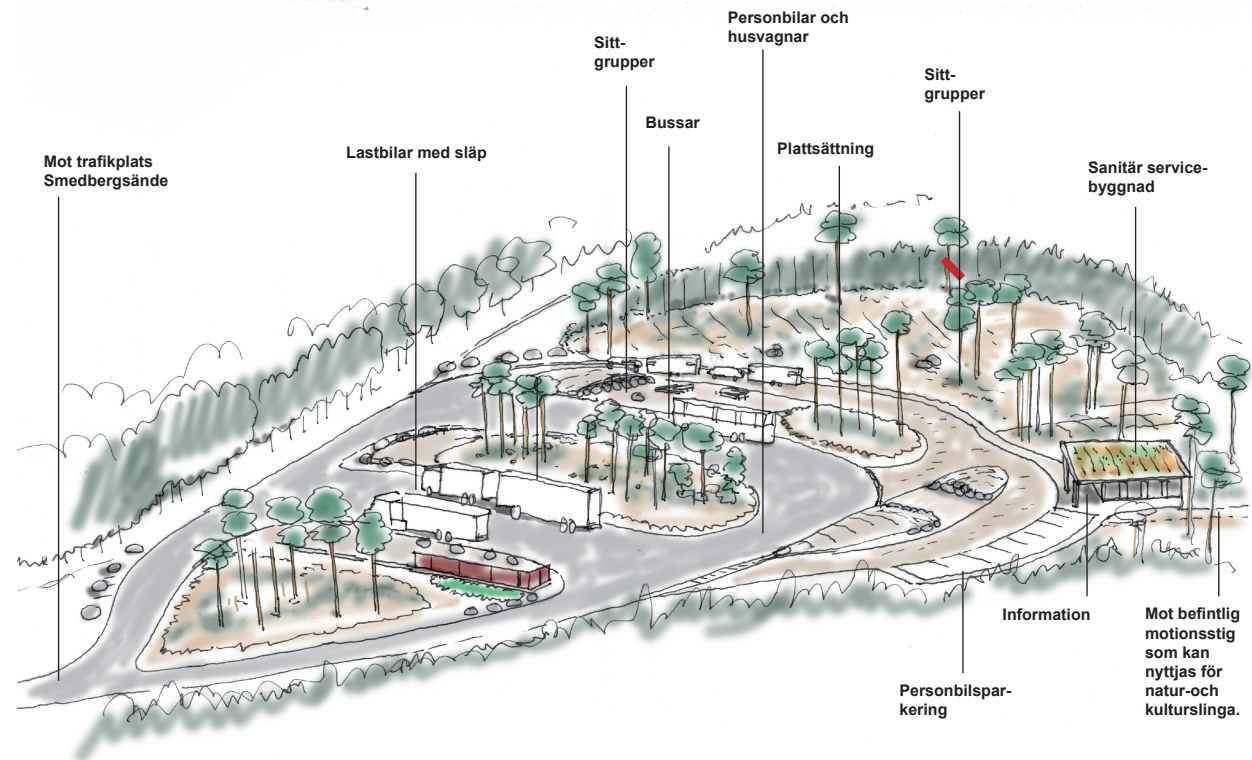 Personbilar och
husvagnar
Sitt-
grupper
Sitt-
grupper
Bussar
Plattsättning
Lastbilar med släp
Mot trafikplats
Smedbergsände
Sanitär service-
byggnad
Information
Mot befintlig
motionsstig
som kan
nyttjas för
natur-och
kulturslinga.
Personbilspar-
kering